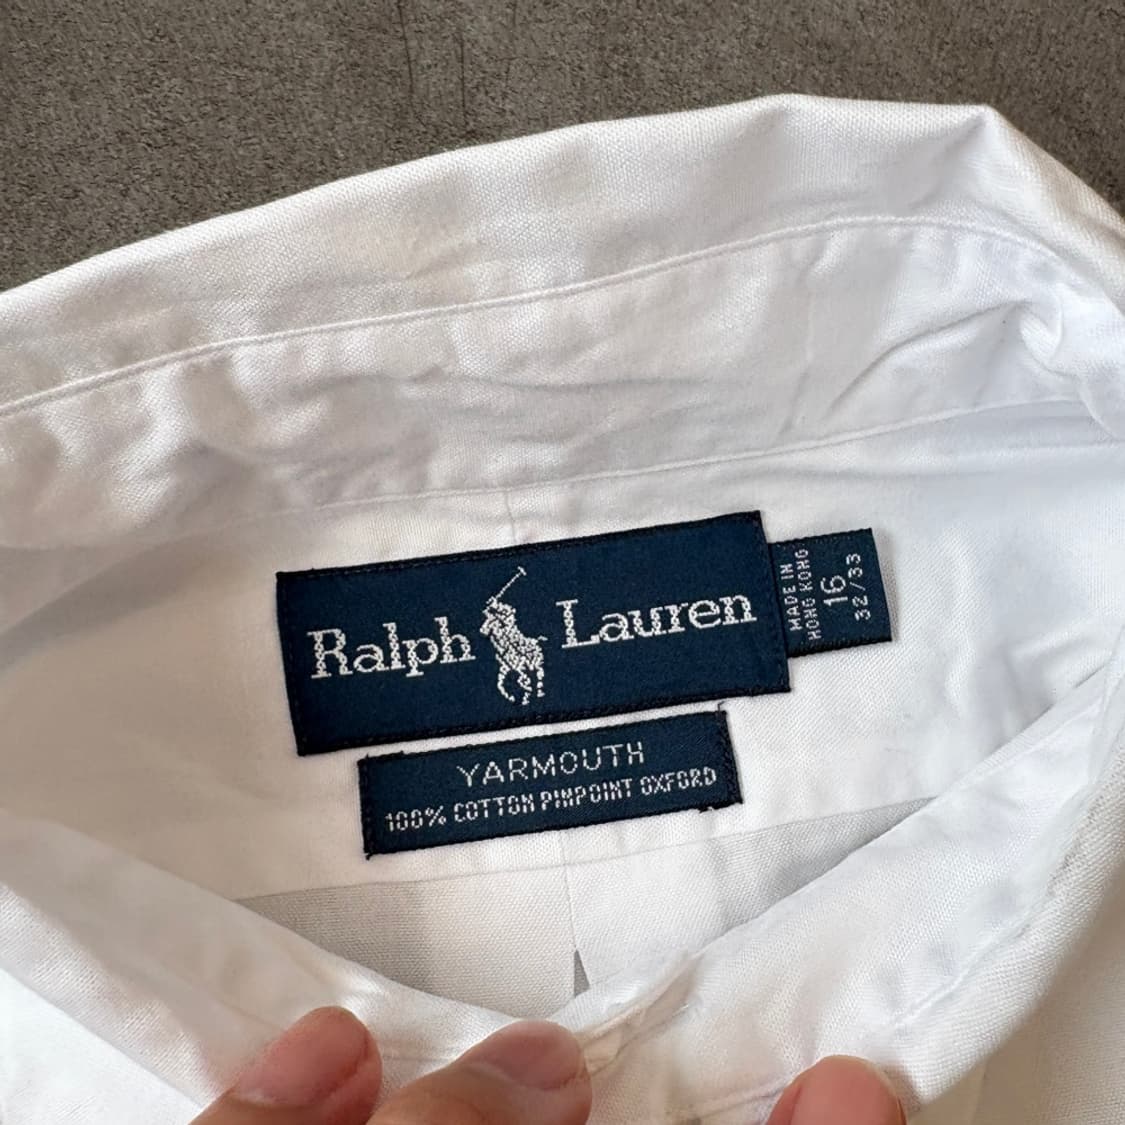 Ralph Lauren
YARMOUTH
100% COTTON PINPOINT OXFORD
MADE IN
HONG KONG
16
32/33